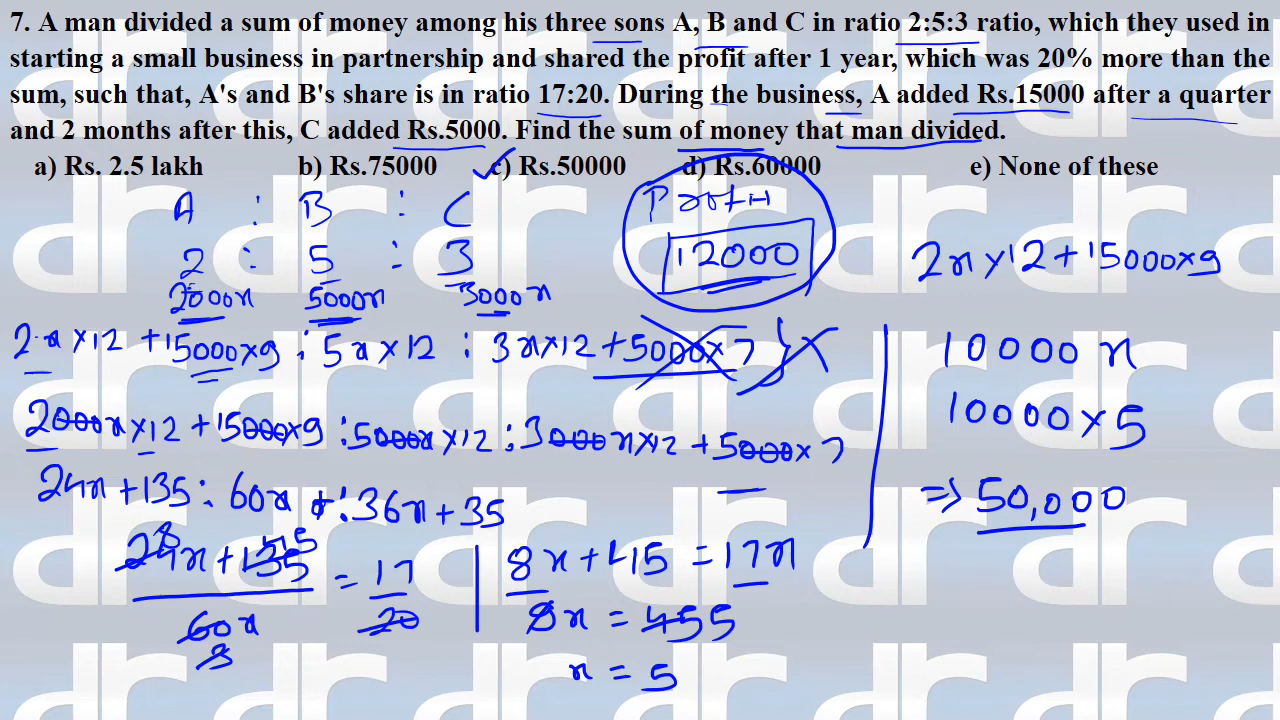 7. A man divided a sum of money among his three sons A, B and C in ratio 2:5:3 ratio, which they used in
starting a small business in partnership and shared the profit after 1 year, which was 20% more than the
sum, such that, A's and B's share is in ratio 17:20. During the business, A added Rs.15000 after a quarter
and 2 months after this, C added Rs.5000. Find the sum of money that man divided.
a) Rs. 2.5 lakh b) Rs.75000 c) Rs.50000 d) Rs.60000 e) None of these
A : B : C
2 : 5 : 3
2000x 5000x 3000x
12000
2x×12+15000×9
2x×12+15000×9 : 5x×12 : 3x×12+5000×7
2000x×12+15000×9 : 5000x×12 : 3000x×12+5000×7
24x+135 : 60x : 36x+35
60x
3
= 17
20
8x+45 = 17x
x = 5
10000x
10000×5
⇒ 50,000
dr